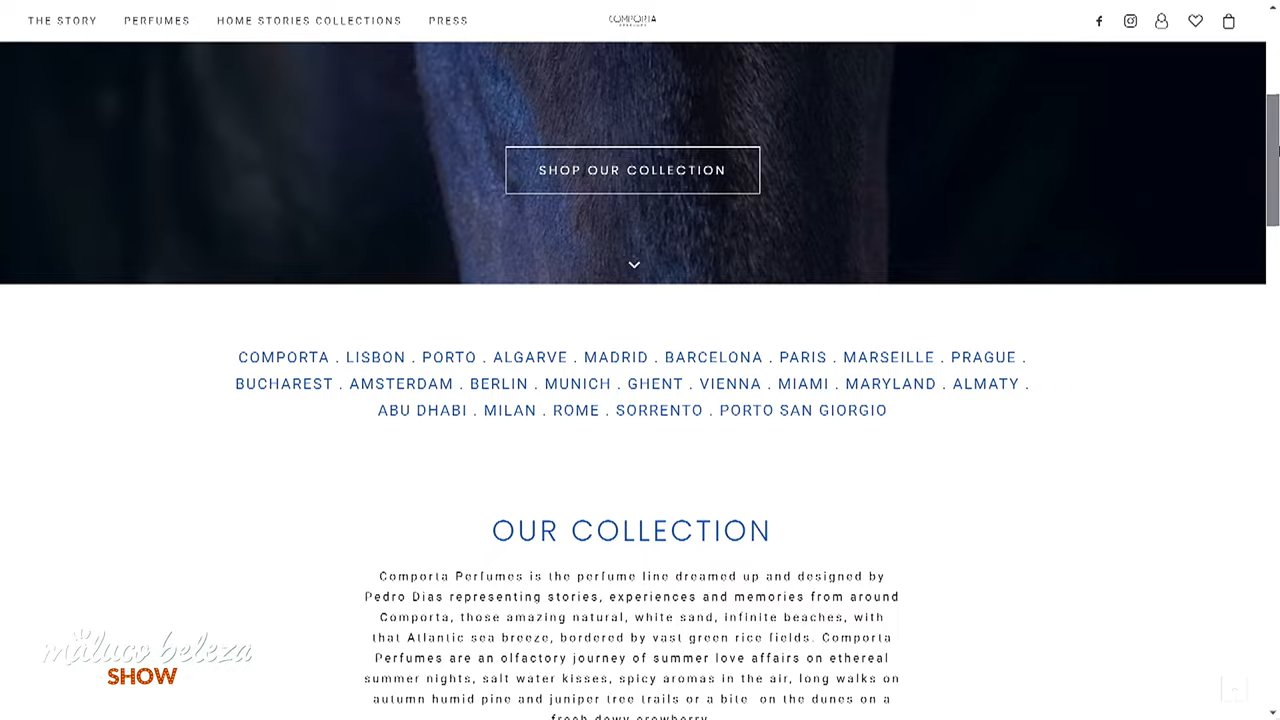 THE STORY PERFUMES HOME STORIES COLLECTIONS PRESS COMPORTA
SHOP OUR COLLECTION
COMPORTA . LISBON . PORTO . ALGARVE . MADRID . BARCELONA . PARIS . MARSEILLE . PRAGUE .
BUCHAREST . AMSTERDAM . BERLIN . MUNICH . GHENT . VIENNA . MIAMI . MARYLAND . ALMATY .
ABU DHABI . MILAN . ROME . SORRENTO . PORTO SAN GIORGIO
OUR COLLECTION
Comporta Perfumes is the perfume line dreamed up and designed by
Pedro Dias representing stories, experiences and memories from around
Comporta, those amazing natural, white sand, infinite beaches, with
that Atlantic sea breeze, bordered by vast green rice fields. Comporta
Perfumes are an olfactory journey of summer love affairs on ethereal
summer nights, salt water kisses, spicy aromas in the air, long walks on
autumn humid pine and juniper tree trails or a bite on the dunes on a
fresh dewy crowberry.
maluco beleza
SHOW